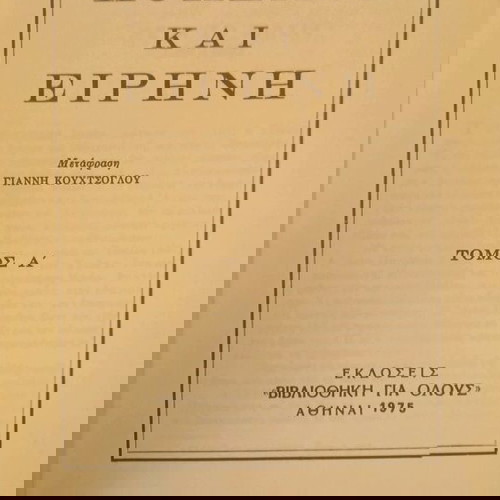 ΚΑΙ
ΕΙΡΗΝΗ
Μετάφραση
ΓΙΑΝΝΗ ΚΟΥΧΤΣΟΓΛΟΥ
ΤΟΜΟΣ Α΄
ΕΚΔΟΣΕΙΣ
«ΒΙΒΛΙΟΘΗΚΗ ΓΙΑ ΟΛΟΥΣ»
ΑΘΗΝΑΙ 1975